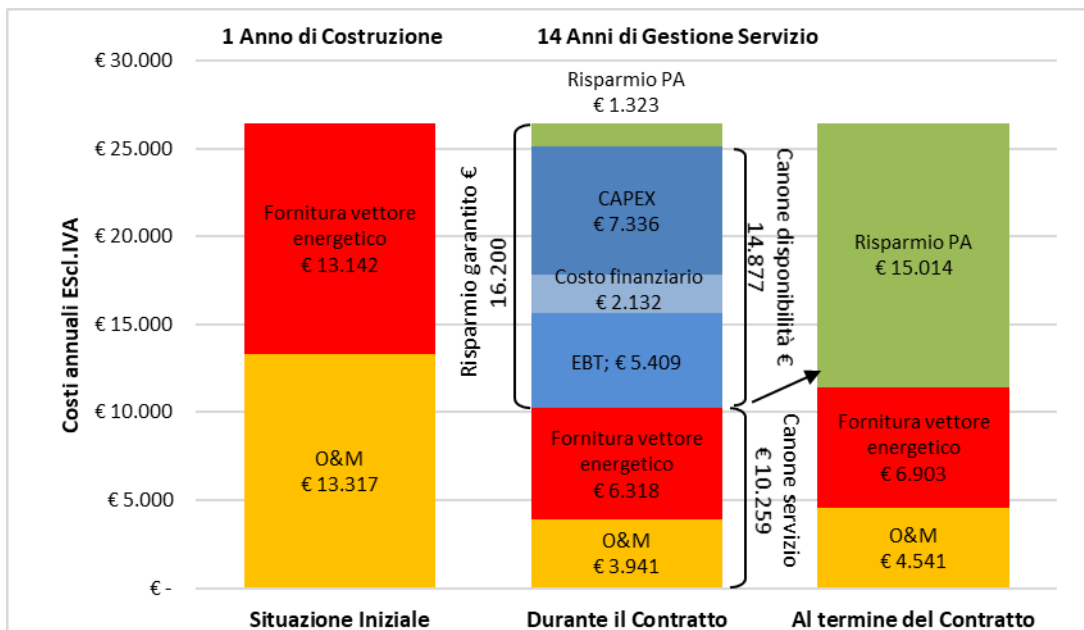 1 Anno di Costruzione
14 Anni di Gestione Servizio
Costi annuali EScl.IVA
€ 30.000
€ 25.000
€ 20.000
€ 15.000
€ 10.000
€ 5.000
€ -
Fornitura vettore
energetico
€ 13.142
O&M
€ 13.317
Risparmio garantito €
16.200
Risparmio PA
€ 1.323
CAPEX
€ 7.336
Costo finanziario
€ 2.132
EBT; € 5.409
Fornitura vettore
energetico
€ 6.318
O&M
€ 3.941
Canone disponibilità €
14.877
Canone servizio
€ 10.259
Risparmio PA
€ 15.014
Fornitura vettore
energetico
€ 6.903
O&M
€ 4.541
Situazione Iniziale
Durante il Contratto
Al termine del Contratto